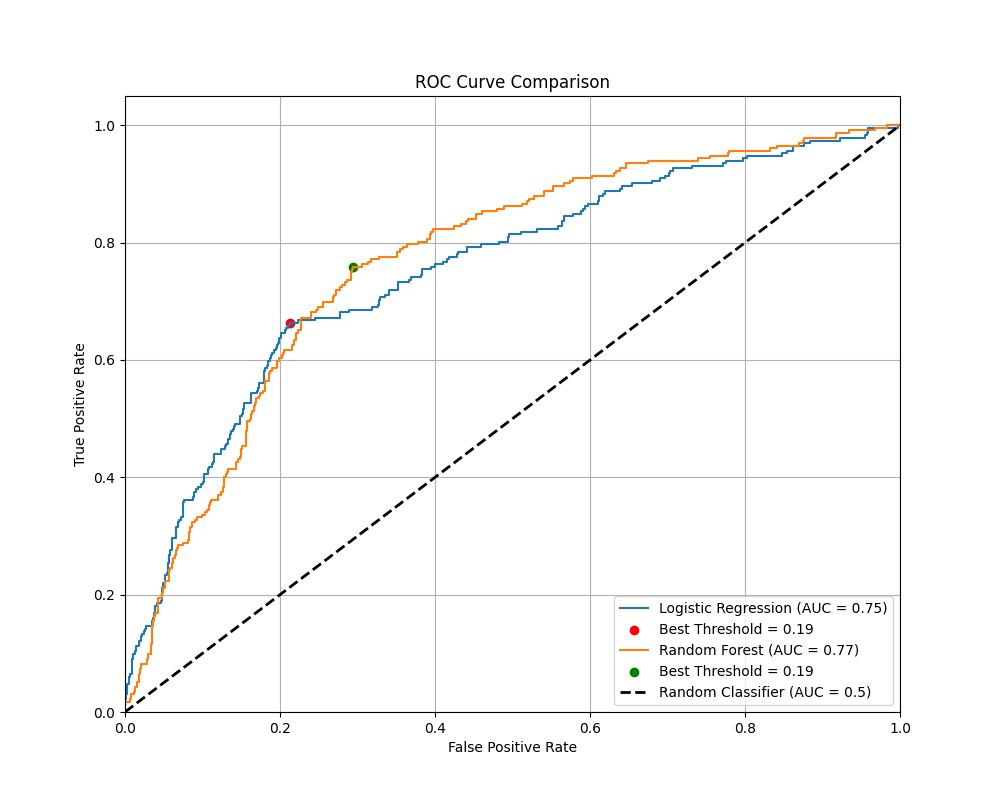 ROC Curve Comparison
True Positive Rate
1.0
0.8
0.6
0.4
0.2
0.0
Logistic Regression (AUC = 0.75)
Best Threshold = 0.19
Random Forest (AUC = 0.77)
Best Threshold = 0.19
Random Classifier (AUC = 0.5)
0.0 0.2 0.4 0.6 0.8 1.0
False Positive Rate